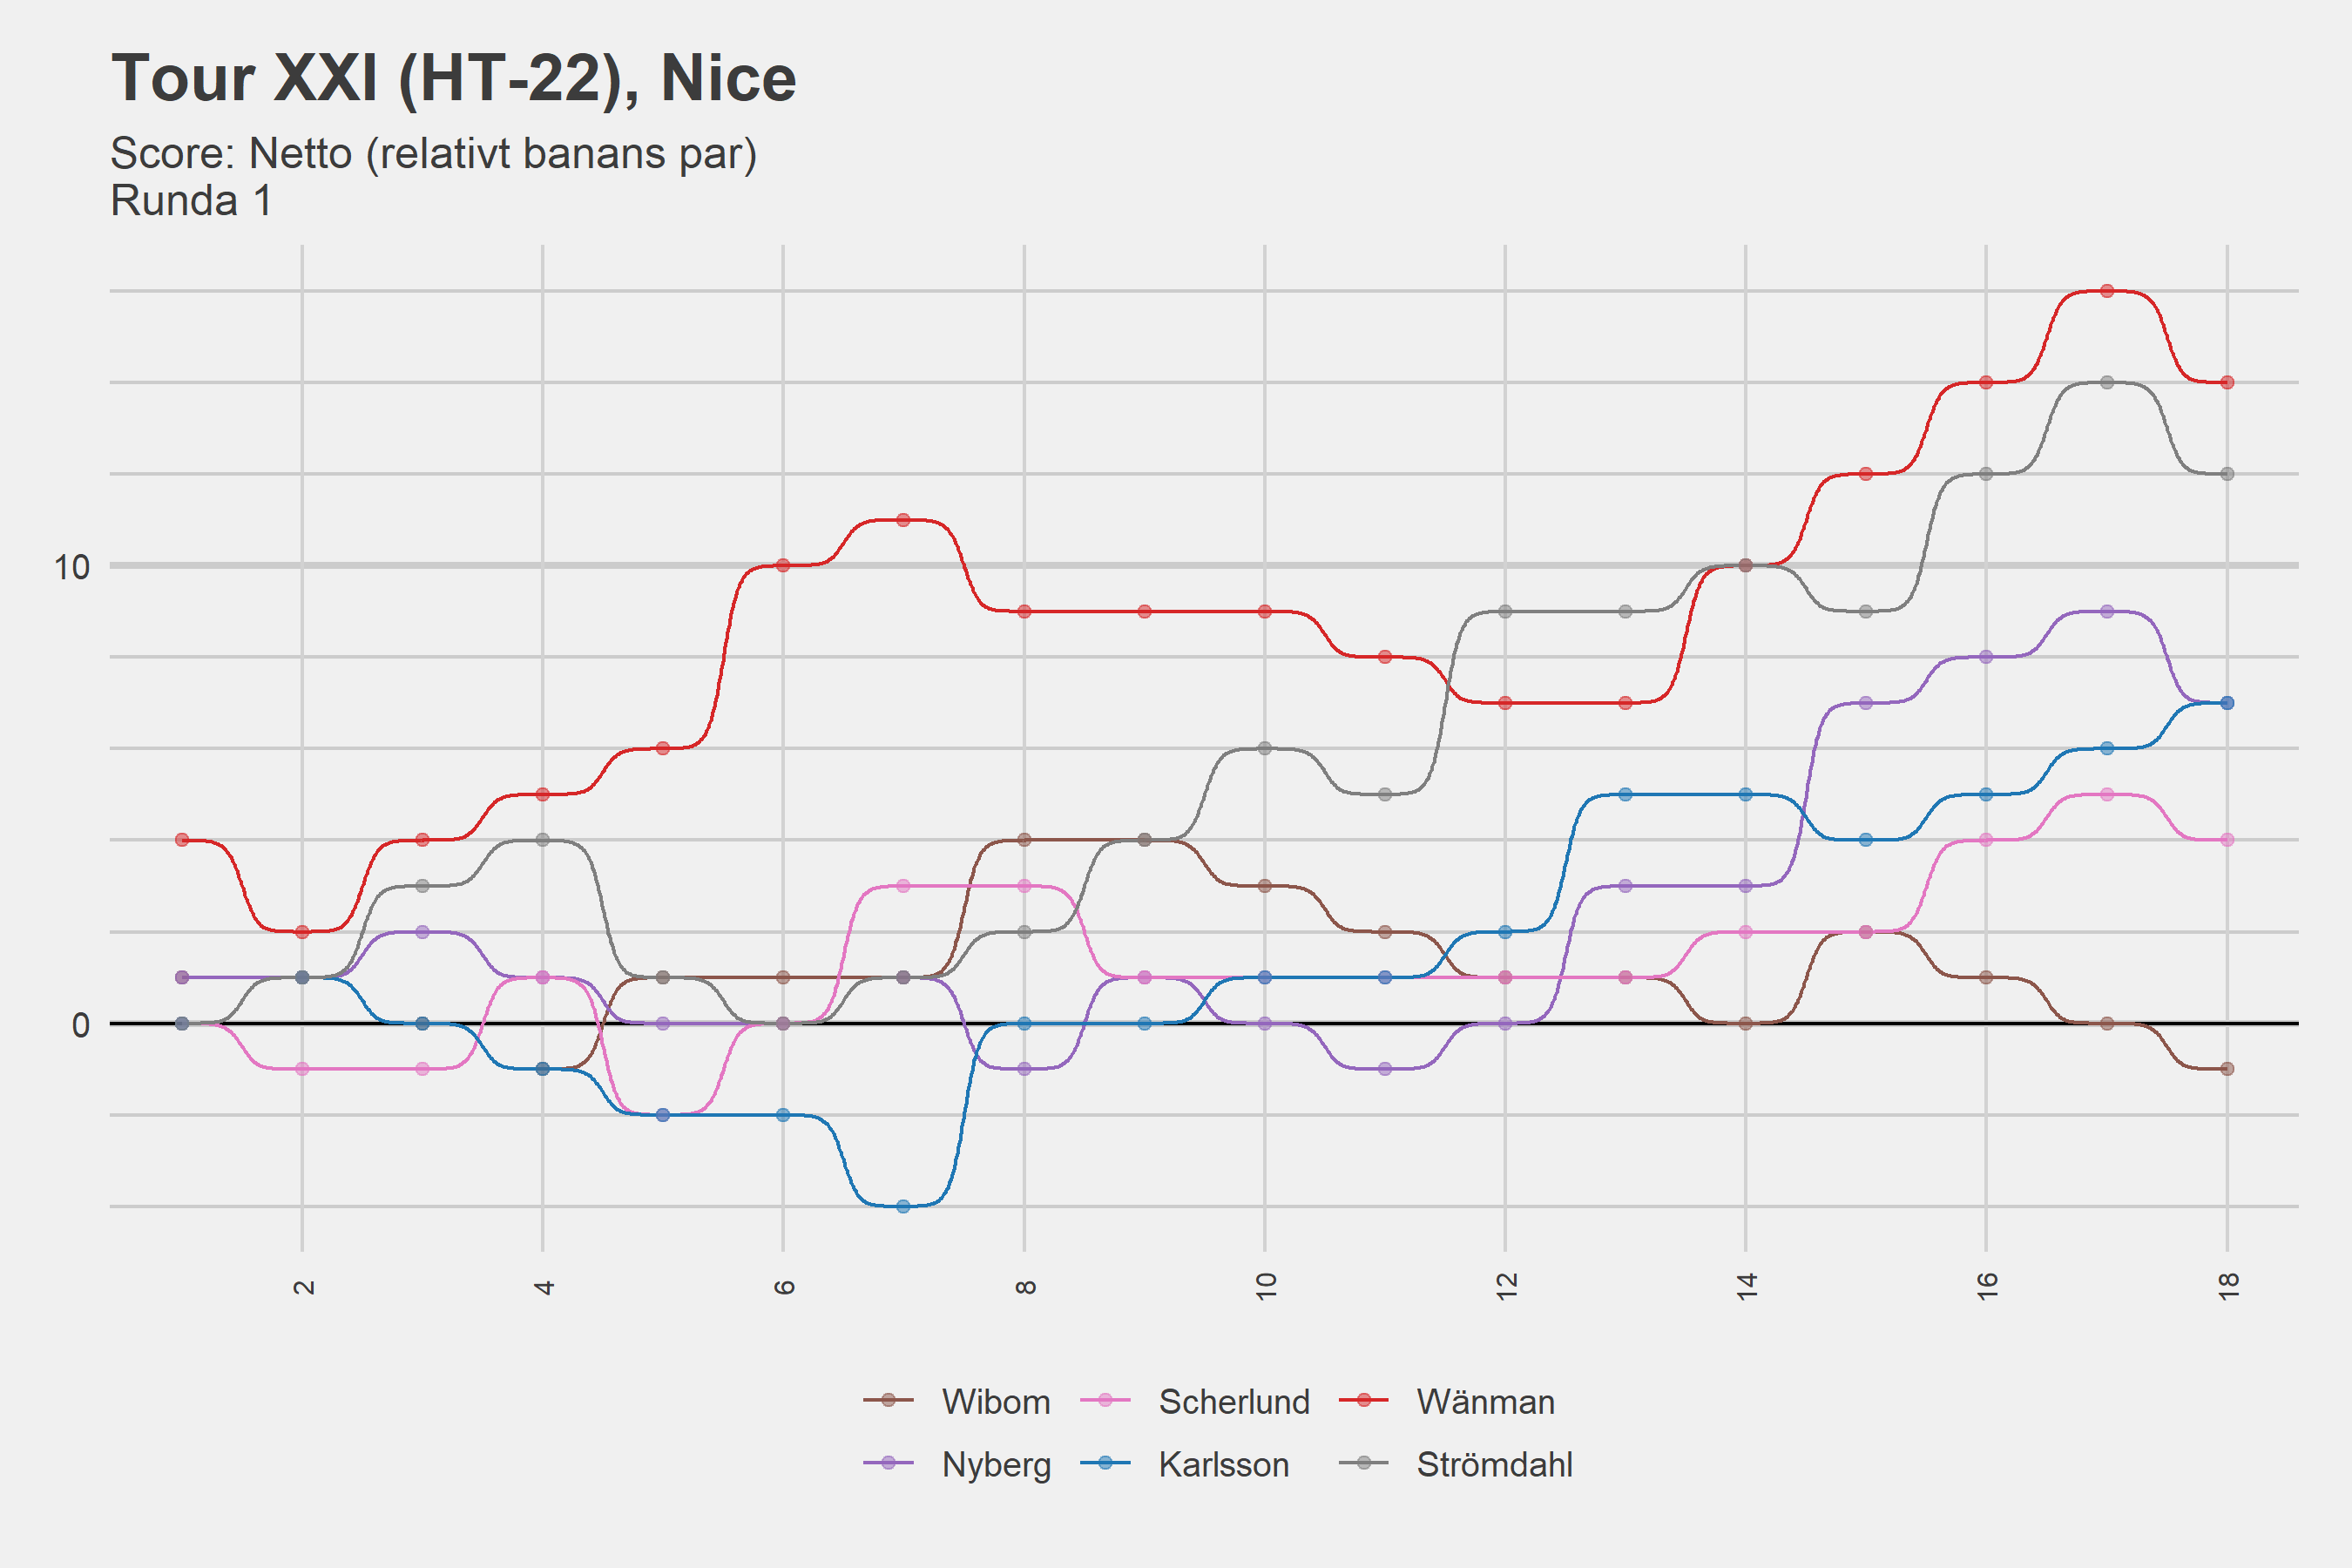 Tour XXI (HT-22), Nice
Score: Netto (relativt banans par)
Runda 1
10
0
2 4 6 8 10 12 14 16 18
Wibom Scherlund Wänman
Nyberg Karlsson Strömdahl